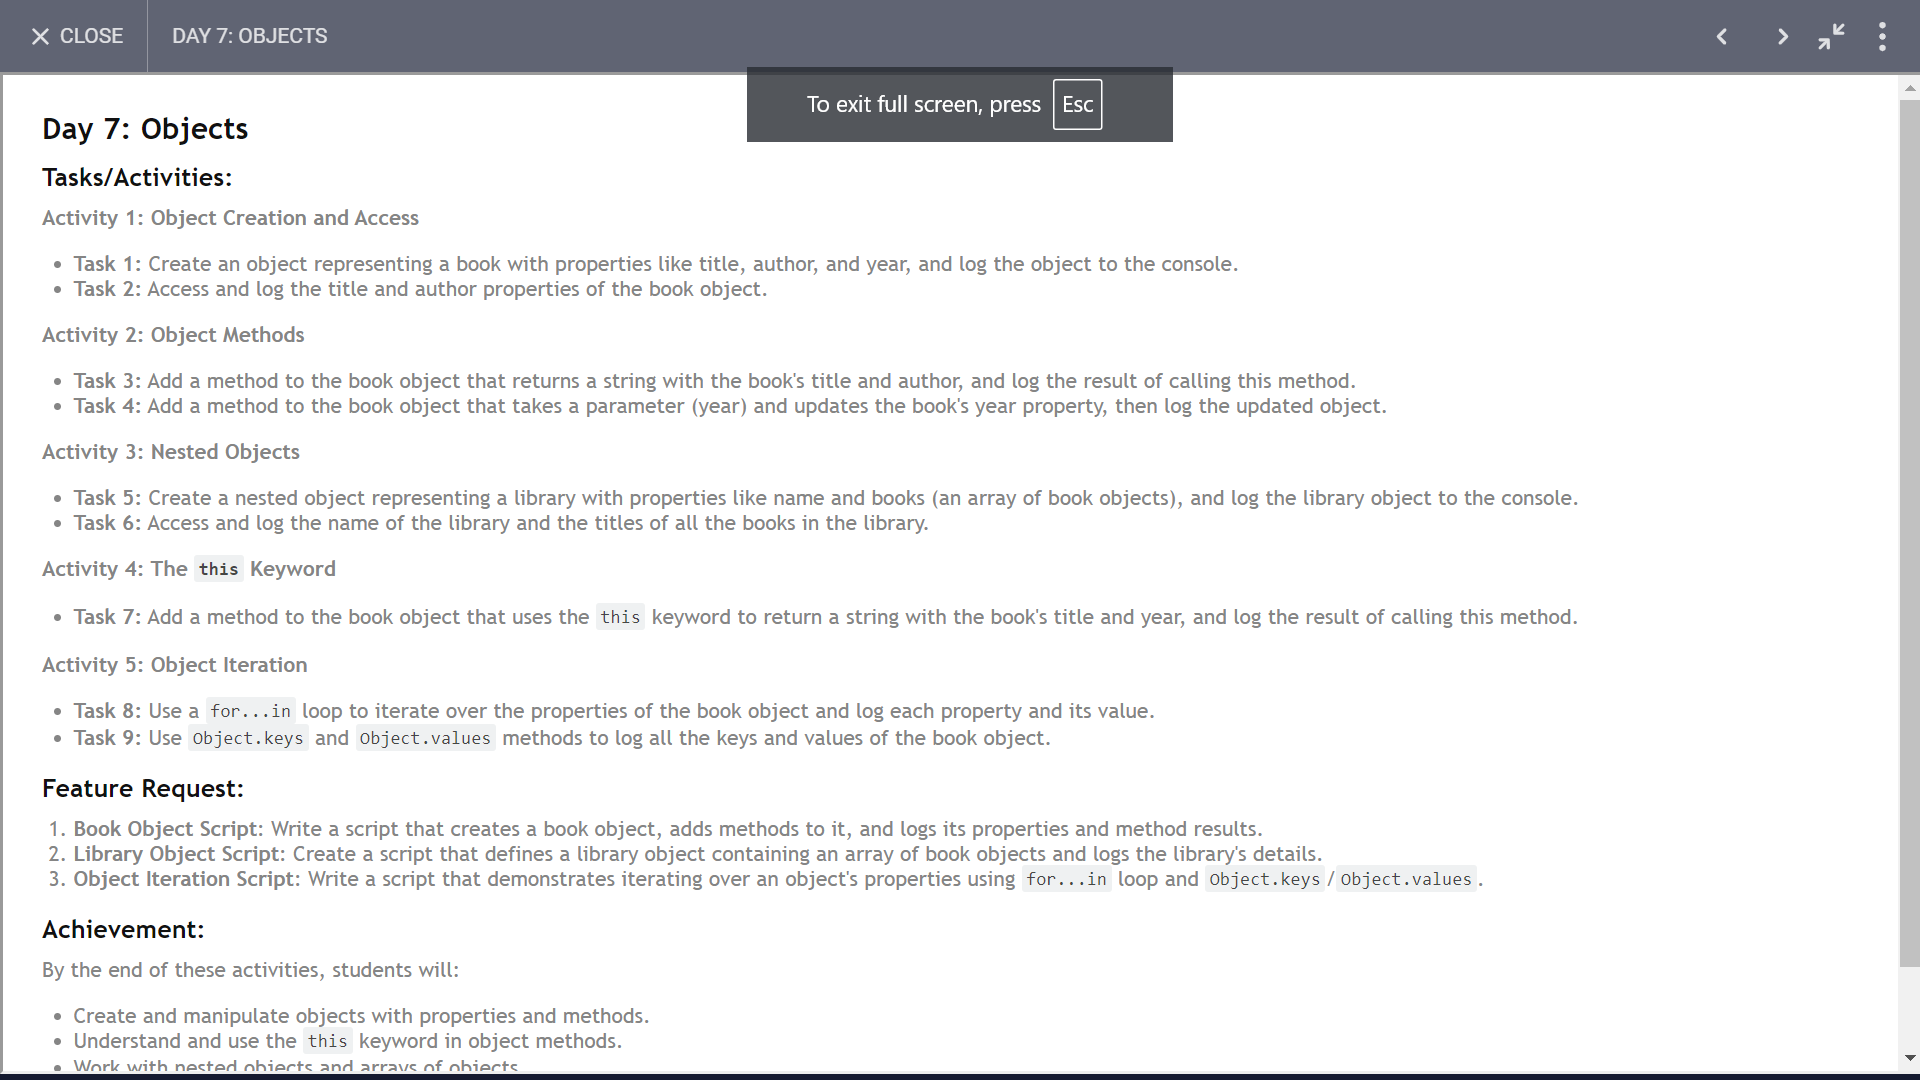 CLOSE
DAY 7: OBJECTS
To exit full screen, press Esc
Day 7: Objects
Tasks/Activities:
Activity 1: Object Creation and Access
• Task 1: Create an object representing a book with properties like title, author, and year, and log the object to the console.
• Task 2: Access and log the title and author properties of the book object.
Activity 2: Object Methods
• Task 3: Add a method to the book object that returns a string with the book's title and author, and log the result of calling this method.
• Task 4: Add a method to the book object that takes a parameter (year) and updates the book's year property, then log the updated object.
Activity 3: Nested Objects
• Task 5: Create a nested object representing a library with properties like name and books (an array of book objects), and log the library object to the console.
• Task 6: Access and log the name of the library and the titles of all the books in the library.
Activity 4: The this Keyword
• Task 7: Add a method to the book object that uses the this keyword to return a string with the book's title and year, and log the result of calling this method.
Activity 5: Object Iteration
• Task 8: Use a for...in loop to iterate over the properties of the book object and log each property and its value.
• Task 9: Use Object.keys and Object.values methods to log all the keys and values of the book object.
Feature Request:
1. Book Object Script: Write a script that creates a book object, adds methods to it, and logs its properties and method results.
2. Library Object Script: Create a script that defines a library object containing an array of book objects and logs the library's details.
3. Object Iteration Script: Write a script that demonstrates iterating over an object's properties using for...in loop and Object.keys/Object.values.
Achievement:
By the end of these activities, students will:
• Create and manipulate objects with properties and methods.
• Understand and use the this keyword in object methods.
• Work with nested objects and arrays of objects